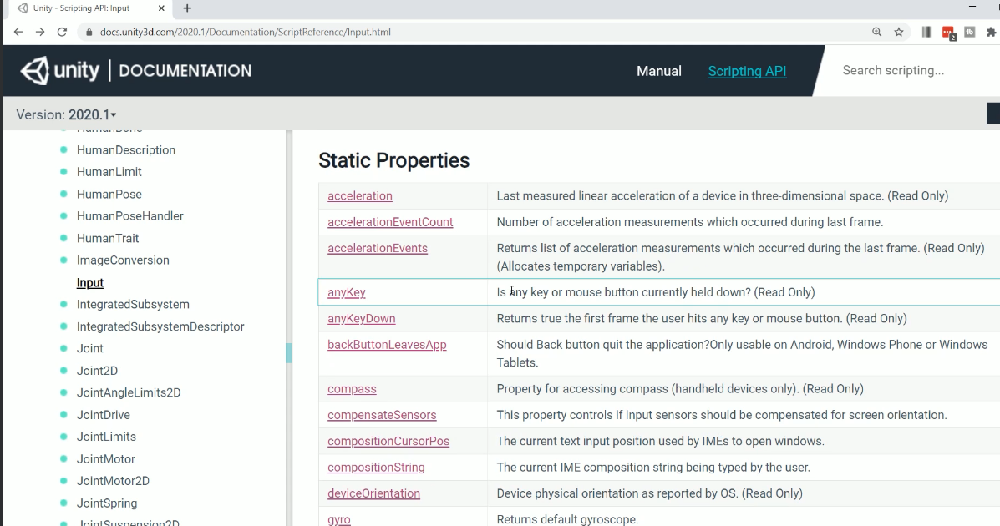 Unity - Scripting API: Input
docs.unity3d.com/2020.1/Documentation/ScriptReference/Input.html
2
unity | DOCUMENTATION
Manual
Scripting API
Search scripting...
Version: 2020.1
HumanDescription
HumanLimit
HumanPose
HumanPoseHandler
HumanTrait
ImageConversion
Input
IntegratedSubsystem
IntegratedSubsystemDescriptor
Joint
Joint2D
JointAngleLimits2D
JointDrive
JointLimits
JointMotor
JointMotor2D
JointSpring
JointSuspension2D
Static Properties
acceleration
Last measured linear acceleration of a device in three-dimensional space. (Read Only)
accelerationEventCount
Number of acceleration measurements which occurred during last frame.
accelerationEvents
Returns list of acceleration measurements which occurred during the last frame. (Read Only)
(Allocates temporary variables).
anyKey
Is any key or mouse button currently held down? (Read Only)
anyKeyDown
Returns true the first frame the user hits any key or mouse button. (Read Only)
backButtonLeavesApp
Should Back button quit the application?Only usable on Android, Windows Phone or Windows
Tablets.
compass
Property for accessing compass (handheld devices only). (Read Only)
compensateSensors
This property controls if input sensors should be compensated for screen orientation.
compositionCursorPos
The current text input position used by IMEs to open windows.
compositionString
The current IME composition string being typed by the user.
deviceOrientation
Device physical orientation as reported by OS. (Read Only)
gyro
Returns default gyroscope.